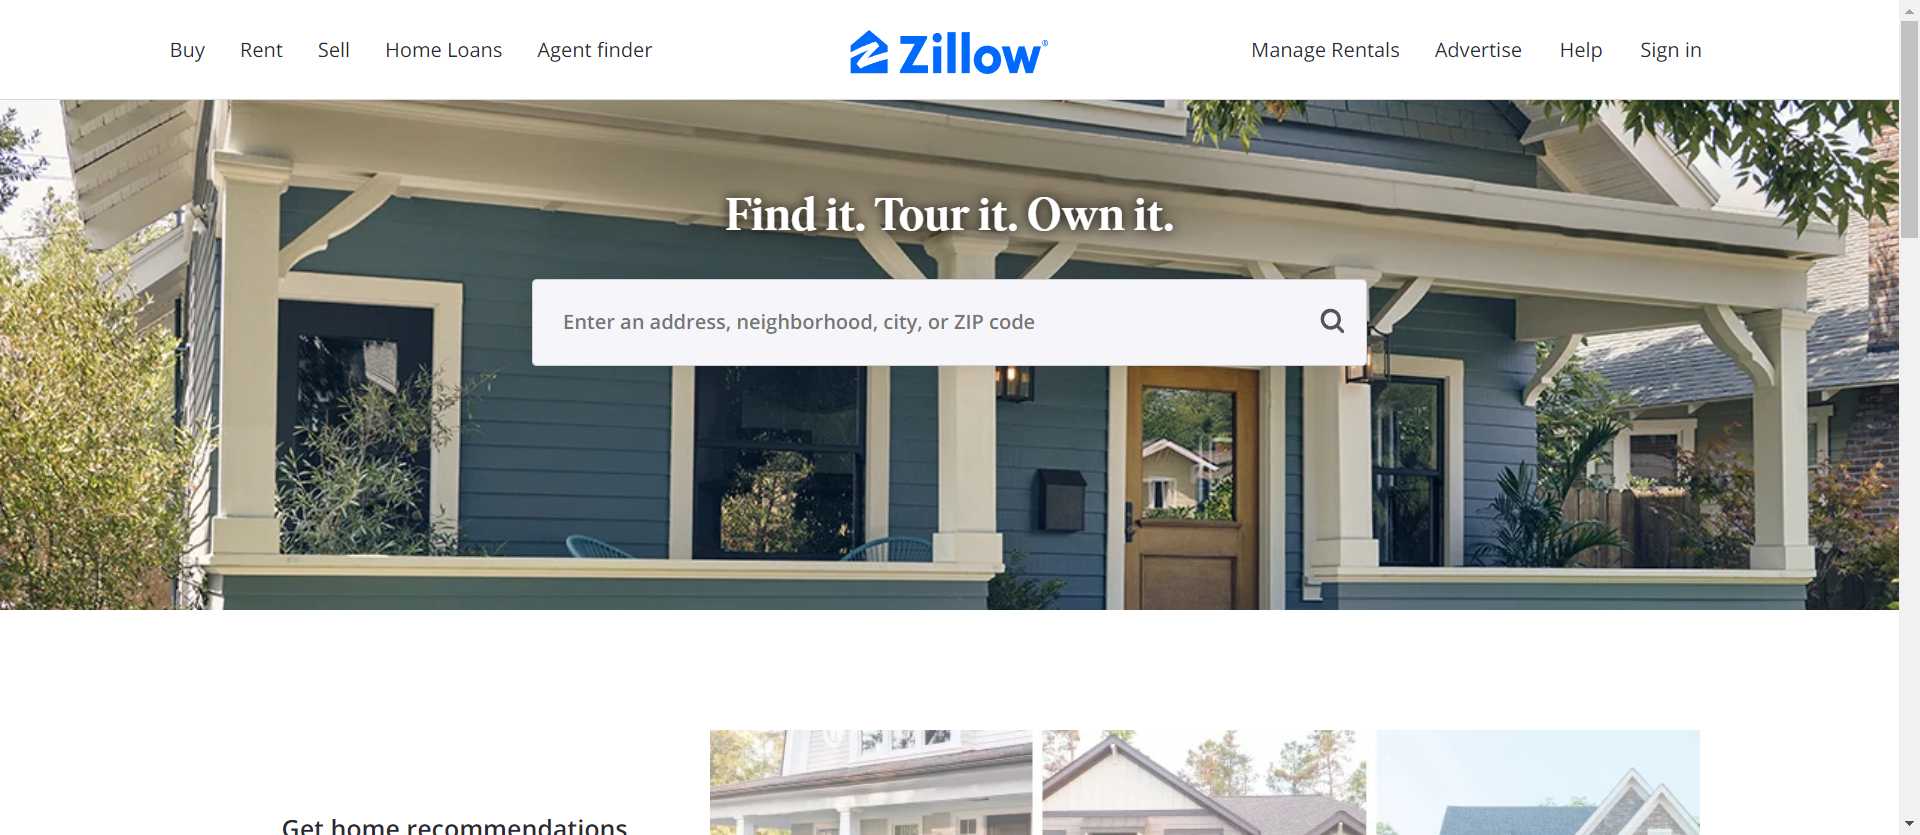 Buy Rent Sell Home Loans Agent finder Zillow® Manage Rentals Advertise Help Sign in
Find it. Tour it. Own it.
Enter an address, neighborhood, city, or ZIP code
Get home recommendations